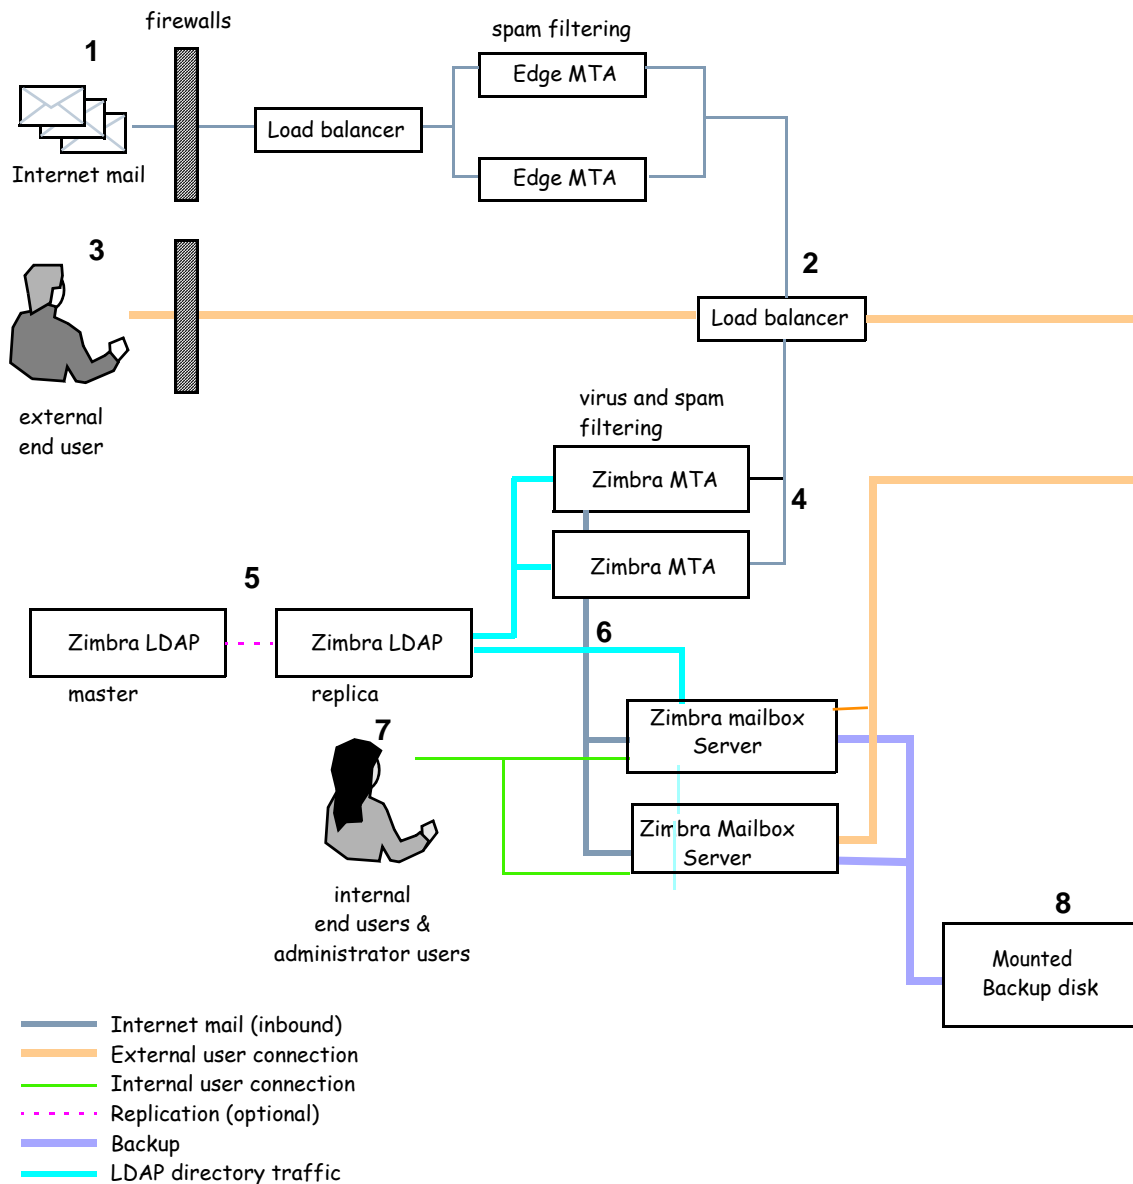 firewalls
spam filtering
1
Edge MTA
Load balancer
Edge MTA
Internet mail
3
2
Load balancer
external
end user
virus and spam
filtering
Zimbra MTA
4
Zimbra MTA
5
6
Zimbra LDAP
Zimbra LDAP
master
replica
7
Zimbra mailbox
Server
Zimbra Mailbox
Server
internal
end users &
administrator users
8
Mounted
Backup disk
Internet mail (inbound)
External user connection
Internal user connection
Replication (optional)
Backup
LDAP directory traffic